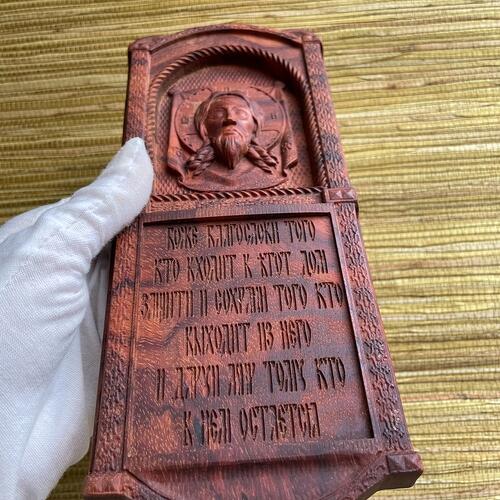 БОЖЕ БЛАГОСЛОВИ ТОГО
КТО ВХОДИТ В ЭТОТ ДОМ
ЗАЩИТИ И СОХРАНИ ТОГО КТО
ВЫХОДИТ ИЗ НЕГО
И ДАРУЙ МИР ТОМУ КТО
В НЕМ ОСТАЕТСЯ